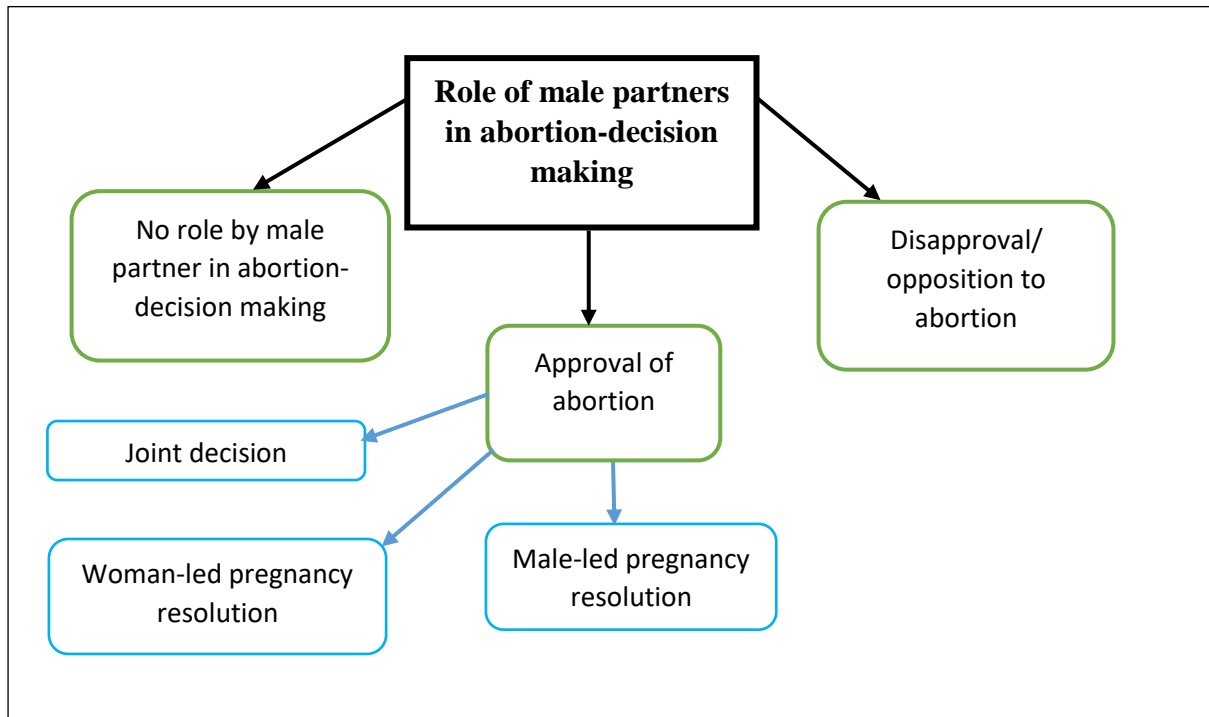 Role of male partners
in abortion-decision
making
No role by male
partner in abortion-
decision making
Disapproval/
opposition to
abortion
Approval of
abortion
Joint decision
Woman-led pregnancy
resolution
Male-led pregnancy
resolution